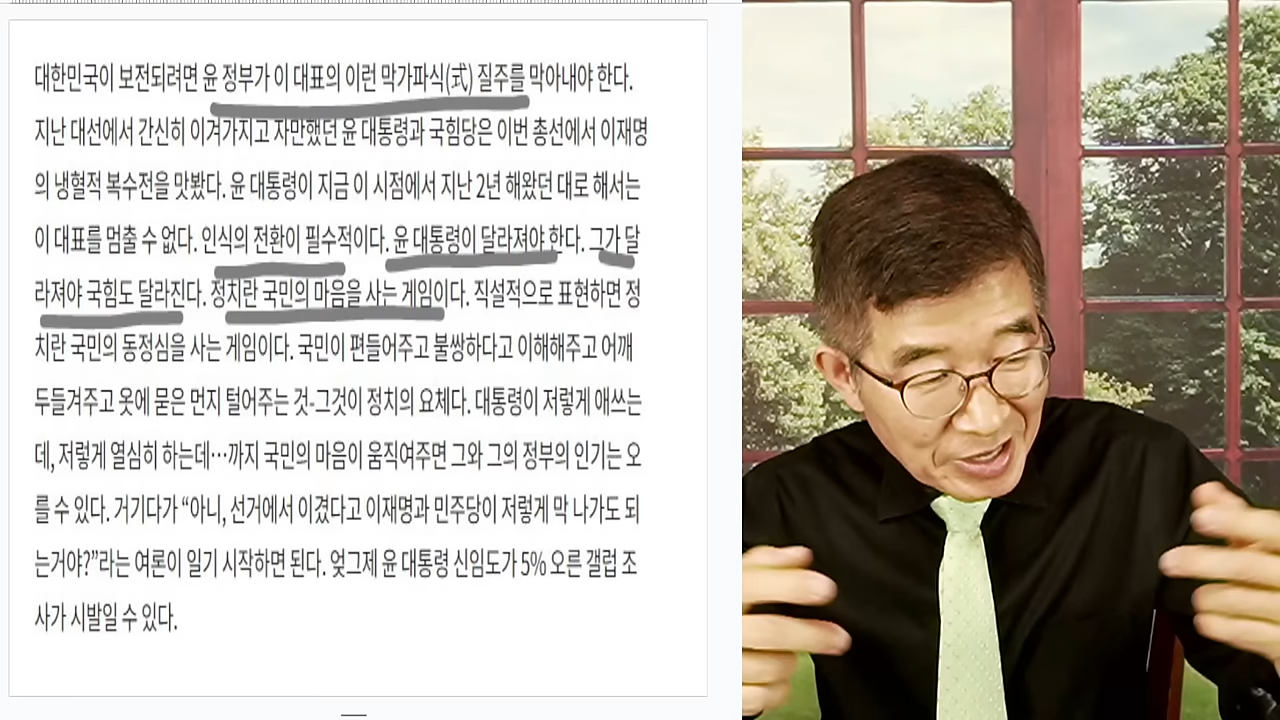 대한민국이 보전되려면 윤 정부가 이 대표의 이런 막가파식(式) 질주를 막아내야 한다.
지난 대선에서 간신히 이겨가지고 자만했던 윤 대통령과 국힘당은 이번 총선에서 이재명
의 냉혈적 복수전을 맛봤다. 윤 대통령이 지금 이 시점에서 지난 2년 해왔던 대로 해서는
이 대표를 멈출 수 없다. 인식의 전환이 필수적이다. 윤 대통령이 달라져야 한다. 그가 달
라져야 국힘도 달라진다. 정치란 국민의 마음을 사는 게임이다. 직설적으로 표현하면 정
치란 국민의 동정심을 사는 게임이다. 국민이 편들어주고 불쌍하다고 이해해주고 어깨
두들겨주고 옷에 묻은 먼지 털어주는 것-그것이 정치의 요체다. 대통령이 저렇게 애쓰는
데, 저렇게 열심히 하는데…까지 국민의 마음이 움직여주면 그와 그의 정부의 인기는 오
를 수 있다. 거기다가 “아니, 선거에서 이겼다고 이재명과 민주당이 저렇게 막 나가도 되
는거야?”라는 여론이 일기 시작하면 된다. 엊그제 윤 대통령 신임도가 5% 오른 갤럽 조
사가 시발일 수 있다.